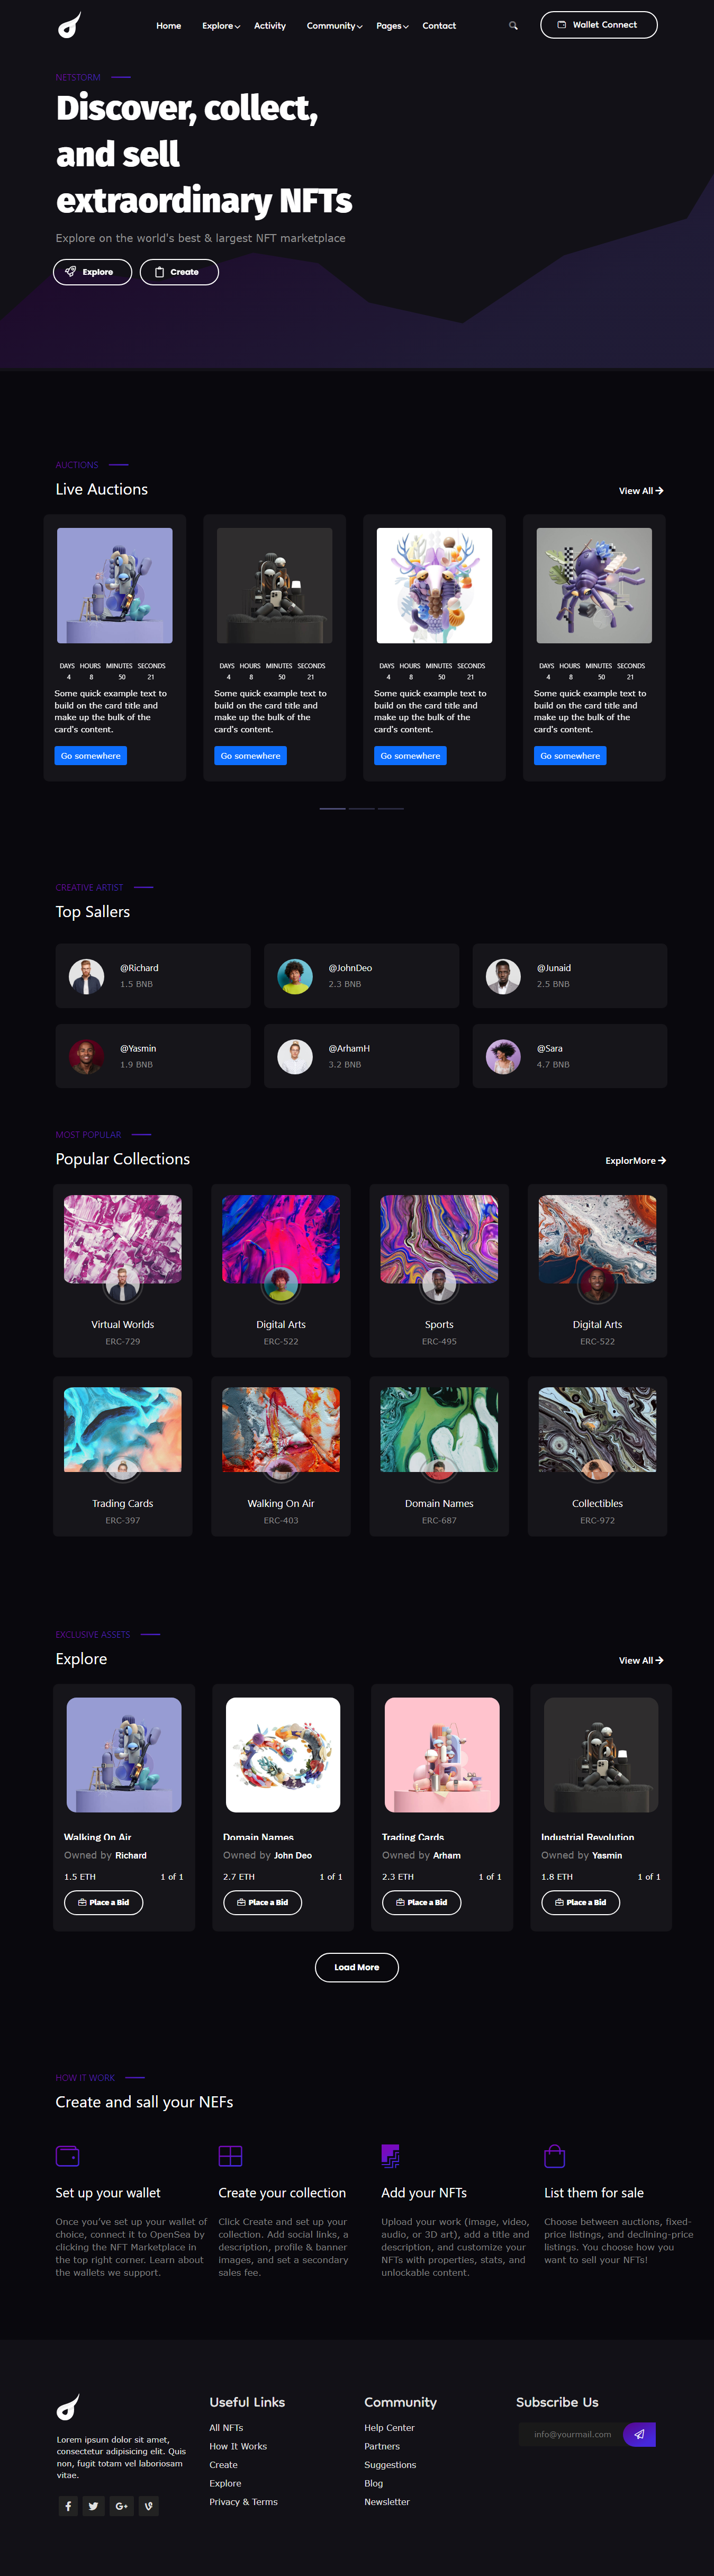 Home Explore Activity Community Pages Contact Wallet Connect
NETSTORM
Discover, collect,
and sell
extraordinary NFTs
Explore on the world's best & largest NFT marketplace
Explore Create
AUCTIONS
Live Auctions View All
DAYS HOURS MINUTES SECONDS
4 8 50 21
Some quick example text to
build on the card title and
make up the bulk of the
card's content.
Go somewhere
DAYS HOURS MINUTES SECONDS
4 8 50 21
Some quick example text to
build on the card title and
make up the bulk of the
card's content.
Go somewhere
DAYS HOURS MINUTES SECONDS
4 8 50 21
Some quick example text to
build on the card title and
make up the bulk of the
card's content.
Go somewhere
DAYS HOURS MINUTES SECONDS
4 8 50 21
Some quick example text to
build on the card title and
make up the bulk of the
card's content.
Go somewhere
CREATIVE ARTIST
Top Sallers
@Richard
1.5 BNB
@JohnDeo
2.3 BNB
@Junaid
2.5 BNB
@Yasmin
1.9 BNB
@ArhamH
3.2 BNB
@Sara
4.7 BNB
MOST POPULAR
Popular Collections ExplorMore
Virtual Worlds
ERC-729
Digital Arts
ERC-522
Sports
ERC-495
Digital Arts
ERC-522
Trading Cards
ERC-397
Walking On Air
ERC-403
Domain Names
ERC-687
Collectibles
ERC-972
EXCLUSIVE ASSETS
Explore View All
Walking On Air
Owned by Richard
1.5 ETH 1 of 1
Place a Bid
Domain Names
Owned by John Deo
2.7 ETH 1 of 1
Place a Bid
Trading Cards
Owned by Arham
2.3 ETH 1 of 1
Place a Bid
Industrial Revolution
Owned by Yasmin
1.8 ETH 1 of 1
Place a Bid
Load More
HOW IT WORK
Create and sall your NEFs
Set up your wallet
Once you've set up your wallet of
choice, connect it to OpenSea by
clicking the NFT Marketplace in
the top right corner. Learn about
the wallets we support.
Create your collection
Click Create and set up your
collection. Add social links, a
description, profile & banner
images, and set a secondary
sales fee.
Add your NFTs
Upload your work (image, video,
audio, or 3D art), add a title and
description, and customize your
NFTs with properties, stats, and
unlockable content.
List them for sale
Choose between auctions, fixed-
price listings, and declining-price
listings. You choose how you
want to sell your NFTs!
Lorem ipsum dolor sit amet,
consectetur adipisicing elit. Quis
non, fugit totam vel laboriosam
vitae.
Useful Links
All NFTs
How It Works
Create
Explore
Privacy & Terms
Community
Help Center
Partners
Suggestions
Blog
Newsletter
Subscribe Us
info@yourmail.com